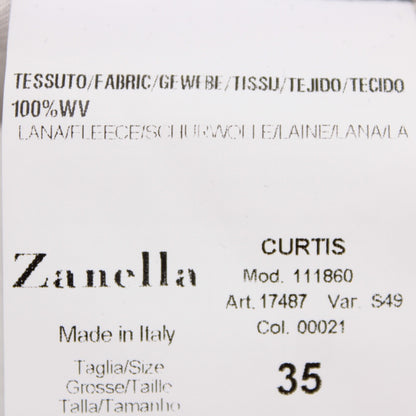 TESSUTO/FABRIC/GEWEBE/TISSU/TEJIDO/TECIDO
100%WV
LANA/FLEECE/SCHURWOLLE/LAINE/LANA/LA
Zanella
CURTIS
Mod. 111860
Art. 17487 Var. S49
Col. 00021
Made in Italy
Taglia/Size
Grosse/Taille
Talla/Tamanho
35